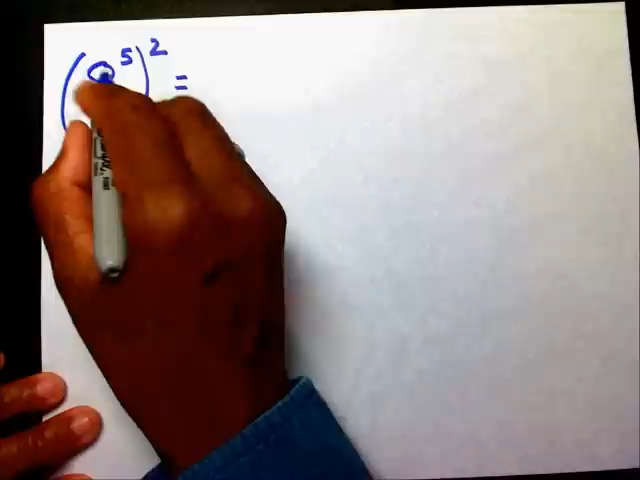 ( ⁵)² =